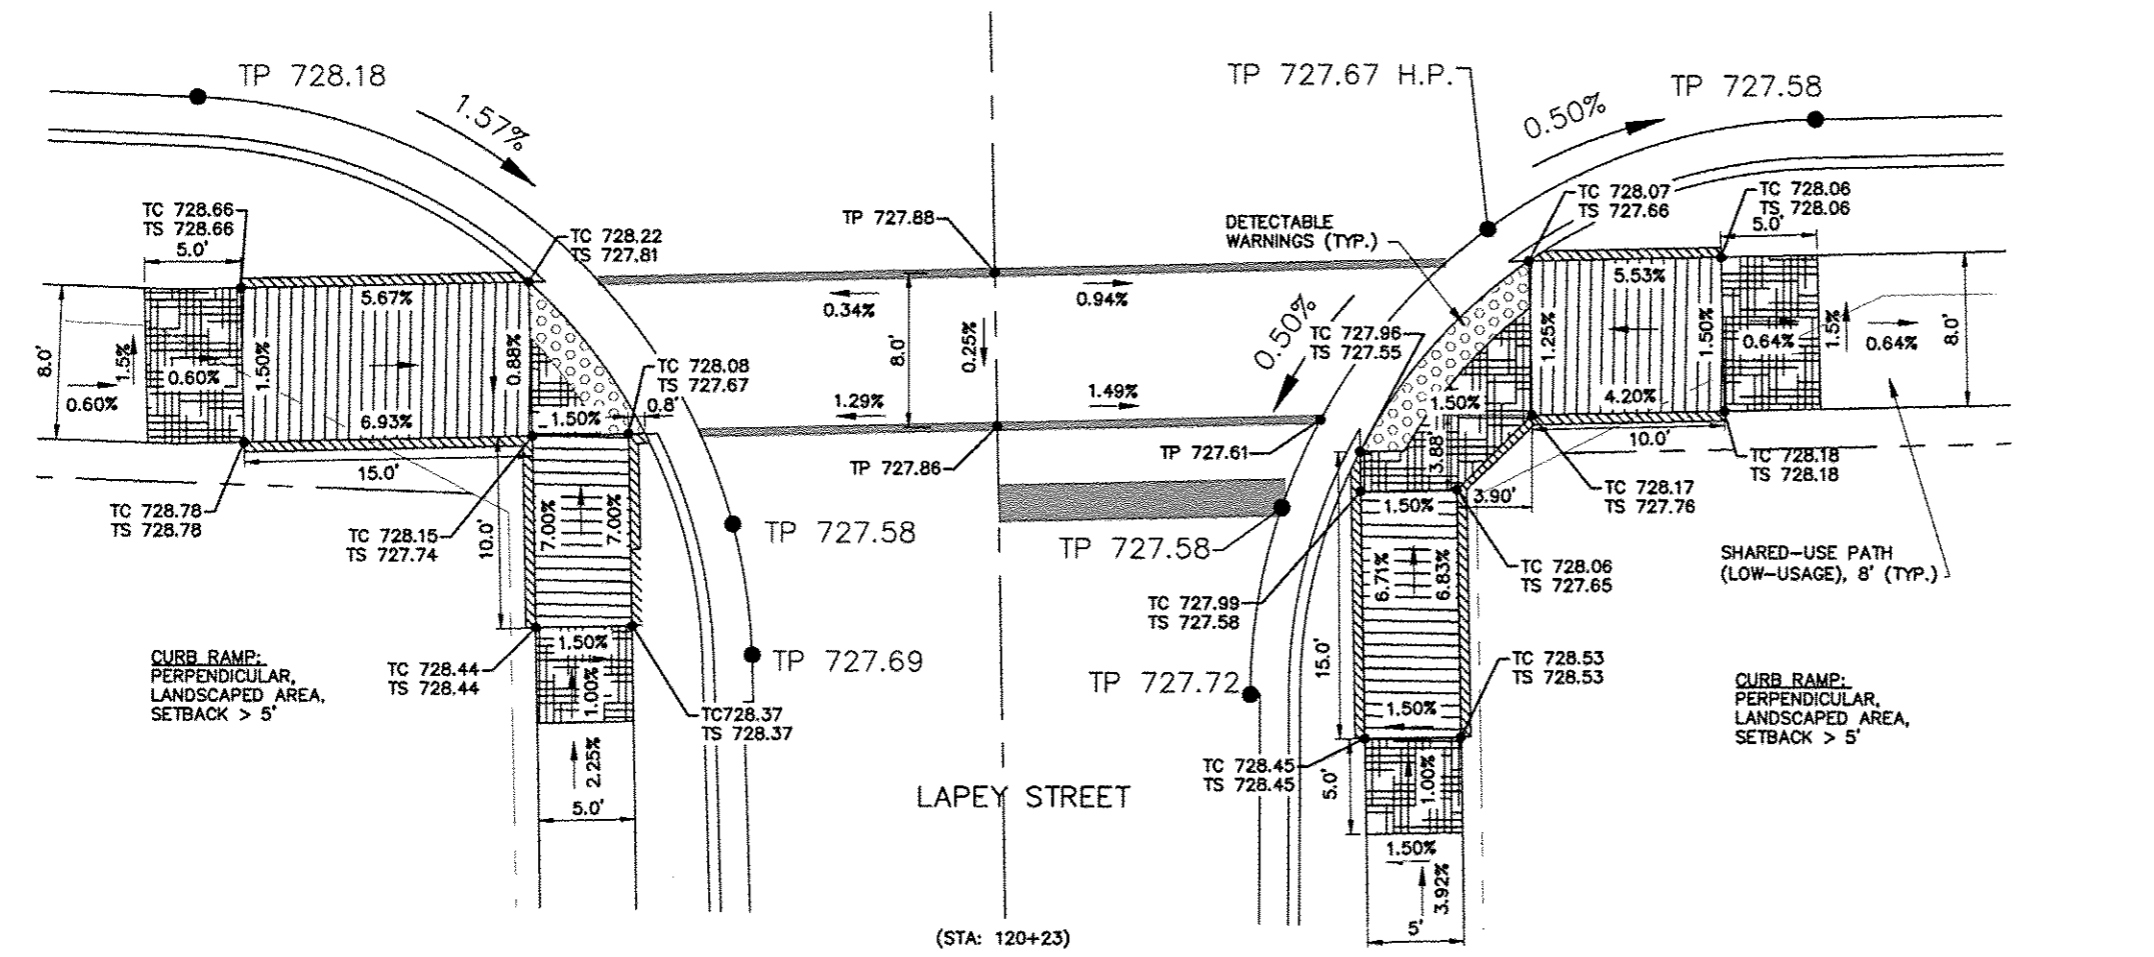 TP 728.18
1.57%
TP 727.67 H.P.
0.50%
TP 727.58
TC 728.66
TS 728.66
5.0'
TC 728.22
TS 727.81
TP 727.88
DETECTABLE
WARNINGS (TYP.)
TC 728.07
TS 727.66
TC 728.06
TS 728.06
5.0'
8.0'
1.5%
0.60%
0.60%
1.50%
5.67%
6.93%
0.88%
1.50%
TC 728.08
TS 727.67
0.8'
0.34%
0.94%
8.0'
0.25%
1.29%
1.49%
0.50%
TC 727.96
TS 727.55
1.50%
1.25%
5.53%
4.20%
1.50%
0.64%
1.5%
0.64%
8.0'
15.0'
TP 727.86
TP 727.61
3.88'
10.0'
TC 728.18
TS 728.18
TC 728.78
TS 728.78
TC 728.15
TS 727.74
10.0'
7.00%
7.00%
TP 727.58
TP 727.58
1.50%
3.90'
TC 728.17
TS 727.76
SHARED-USE PATH
(LOW-USAGE), 8' (TYP.)
TC 728.06
TS 727.65
6.71%
6.83%
TC 727.99
TS 727.58
15.0'
CURB RAMP:
PERPENDICULAR,
LANDSCAPED AREA,
SETBACK > 5'
TC 728.44
TS 728.44
1.50%
1.00%
TP 727.69
TC728.37
TS 728.37
TP 727.72
TC 728.53
TS 728.53
1.50%
CURB RAMP:
PERPENDICULAR,
LANDSCAPED AREA,
SETBACK > 5'
2.25%
5.0'
LAPEY STREET
TC 728.45
TS 728.45
5.0'
1.00%
1.50%
3.92%
5'
(STA: 120+23)